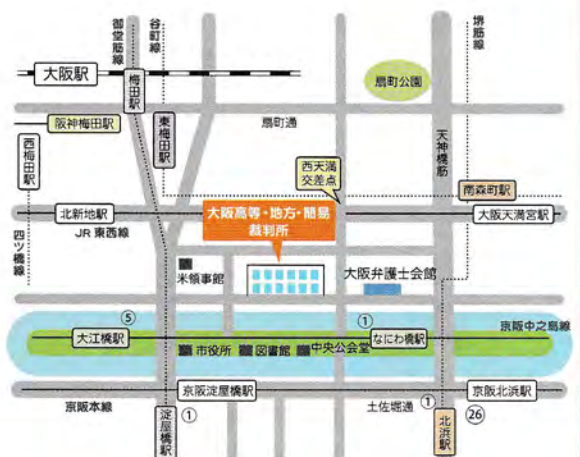 御堂筋線
谷町線
堺筋線
大阪駅
梅田駅
扇町公園
阪神梅田駅
東梅田駅
扇町通
天神橋筋
西梅田駅
西天満
交差点
南森町駅
北新地駅
大阪高等・地方・簡易
裁判所
大阪天満宮駅
JR東西線
四ツ橋線
米領事館
大阪弁護士会館
⑤
①
京阪中之島線
大江橋駅
なにわ橋駅
市役所
図書館
中央公会堂
京阪淀屋橋駅
京阪北浜駅
京阪本線
淀屋橋駅
①
土佐堀通
①
北浜駅
㉖